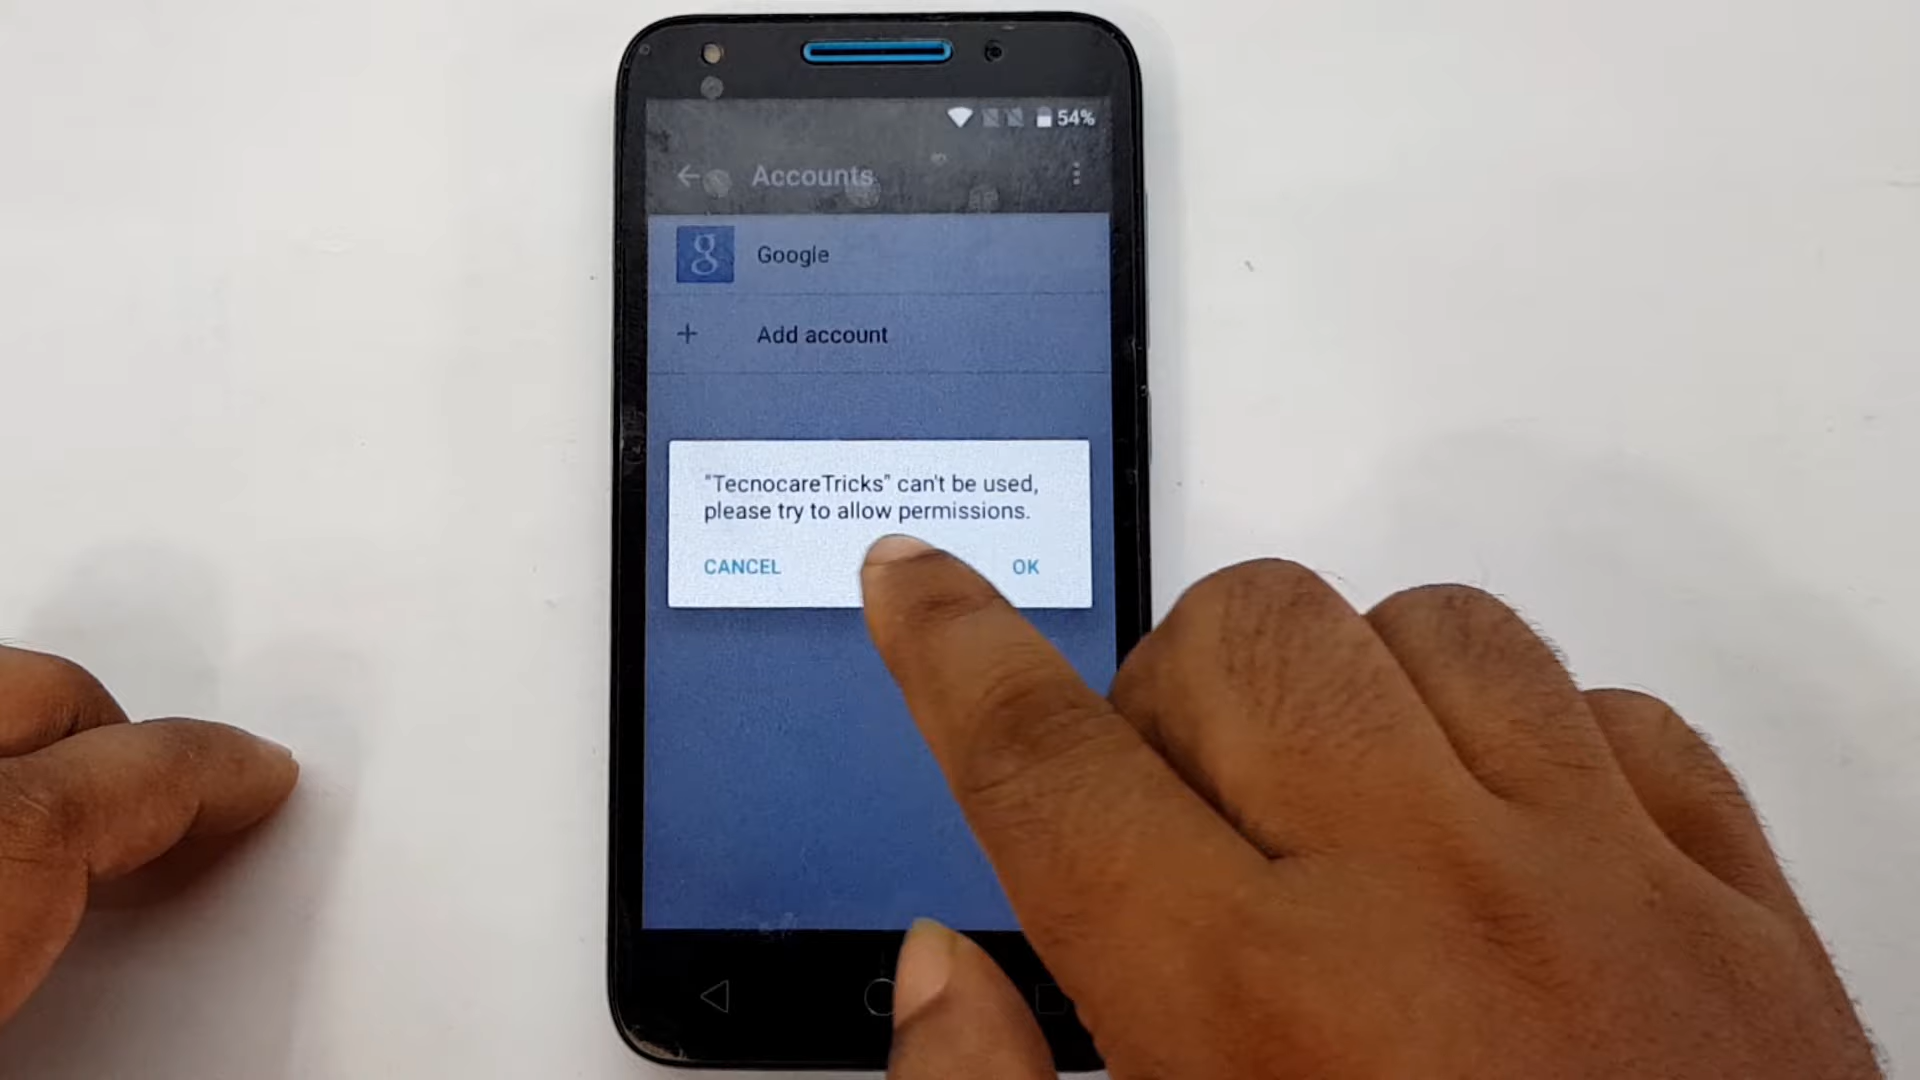 54%
Accounts
g
Google
+ Add account
"TecnocareTricks" can't be used,
please try to allow permissions.
CANCEL OK